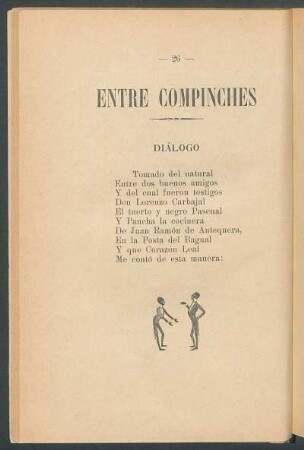 — 26 —
ENTRE COMPINCHES
DIÁLOGO
Tomado del natural
Entre dos buenos amigos
Y del cual fueron testigos
Don Lorenzo Carbajal
El tuerto y negro Pascual
Y Pancha la cocinera
De Juan Ramón de Antequera,
En la Posta del Bagual
Y que Corazón Leal
Me contó de esta manera: